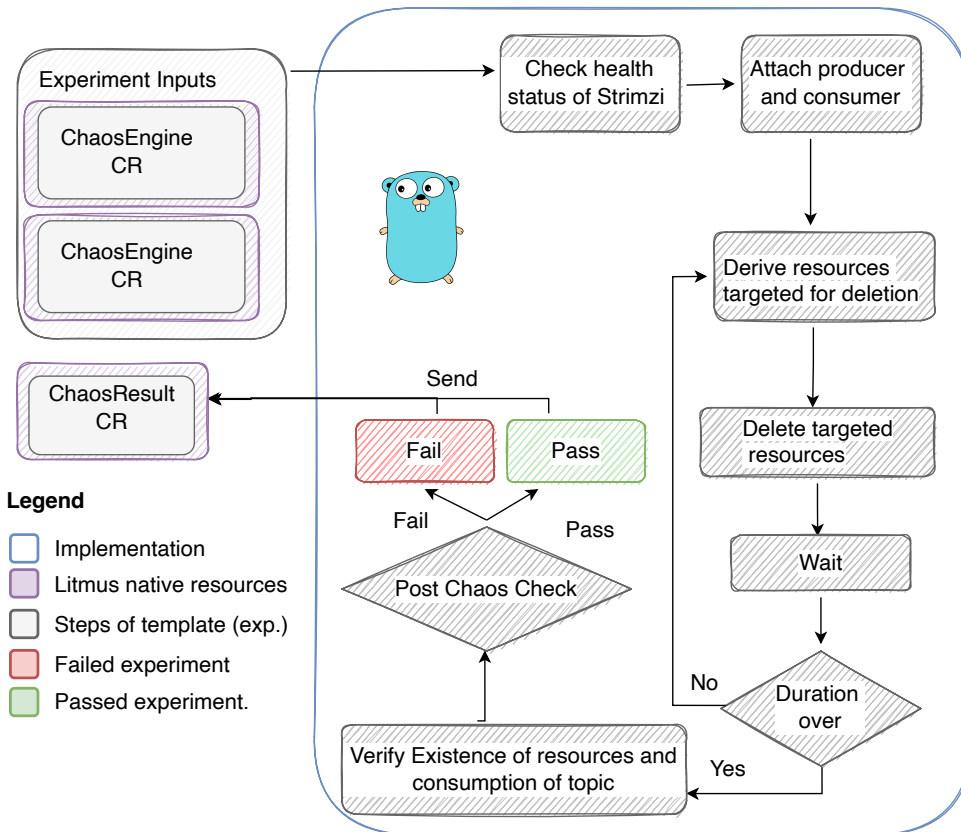 Experiment Inputs
ChaosEngine
CR
ChaosEngine
CR
ChaosResult
CR
Check health
status of Strimzi
Attach producer
and consumer
Derive resources
targeted for deletion
Delete targeted
resources
Wait
Duration
over
No
Yes
Verify Existence of resources and
consumption of topic
Post Chaos Check
Fail
Pass
Fail
Pass
Send
Legend
Implementation
Litmus native resources
Steps of template (exp.)
Failed experiment
Passed experiment.